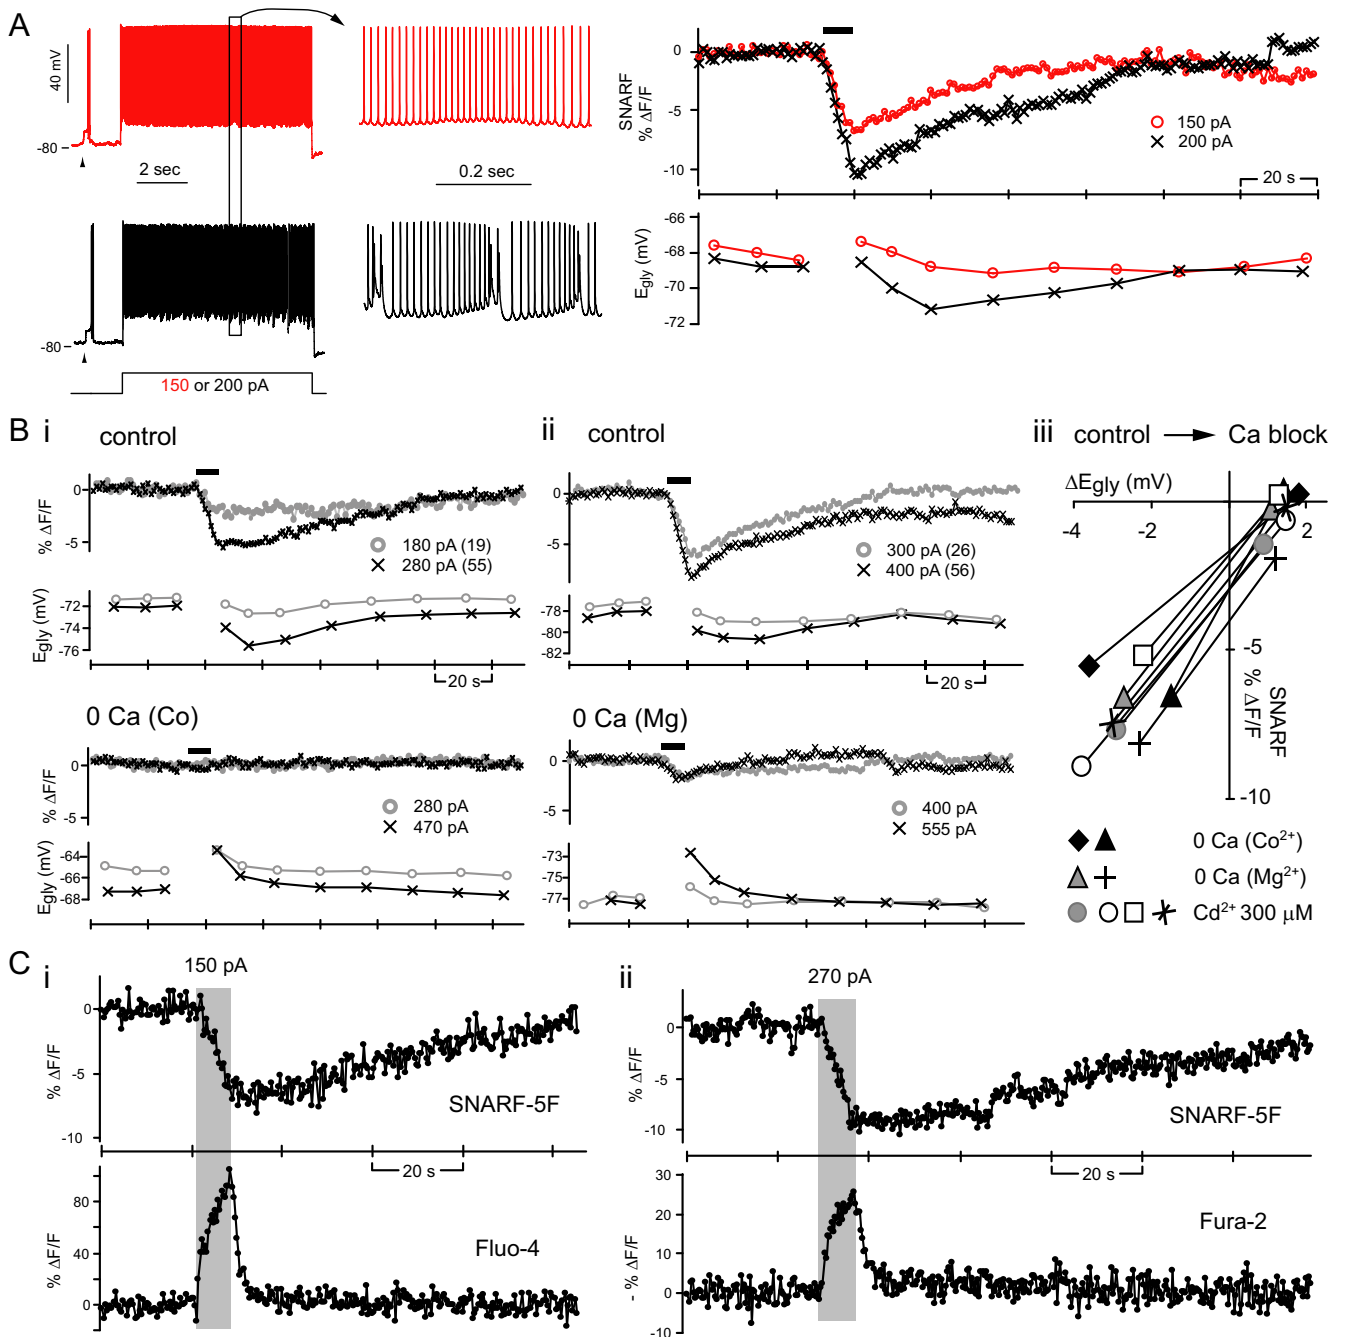 A
40 mV
-80
2 sec
0.2 sec
-80
150 or 200 pA
SNARF
% ΔF/F
0
-5
-10
150 pA
200 pA
20 s
Egly (mV)
-66
-68
-70
-72
B
i
control
% ΔF/F
0
-5
180 pA (19)
280 pA (55)
Egly (mV)
-72
-74
-76
20 s
0 Ca (Co)
% ΔF/F
0
-5
280 pA
470 pA
Egly (mV)
-64
-66
-68
ii
control
0
-5
300 pA (26)
400 pA (56)
-78
-80
-82
20 s
0 Ca (Mg)
0
-5
400 pA
555 pA
-73
-75
-77
iii
control → Ca block
ΔEgly (mV)
-4
-2
2
-5
-10
SNARF
% ΔF/F
0 Ca (Co2+)
0 Ca (Mg2+)
Cd2+ 300 μM
C
i
150 pA
% ΔF/F
0
-5
-10
SNARF-5F
20 s
% ΔF/F
80
40
0
Fluo-4
ii
270 pA
% ΔF/F
0
-5
-10
SNARF-5F
20 s
- % ΔF/F
30
20
10
0
-10
Fura-2